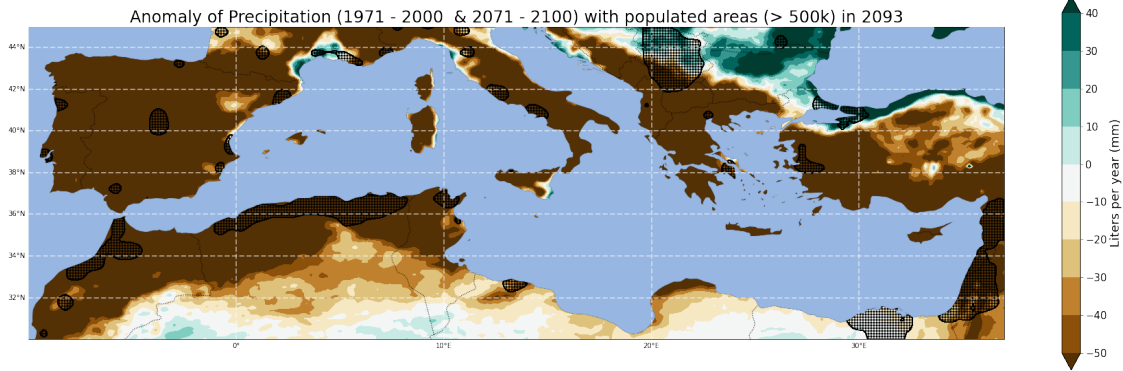 Anomaly of Precipitation (1971 - 2000  & 2071 - 2100) with populated areas (> 500k) in 2093
44°N
42°N
40°N
38°N
36°N
34°N
32°N
0°
10°E
20°E
30°E
40
30
20
10
0
−10
−20
−30
−40
−50
Liters per year (mm)